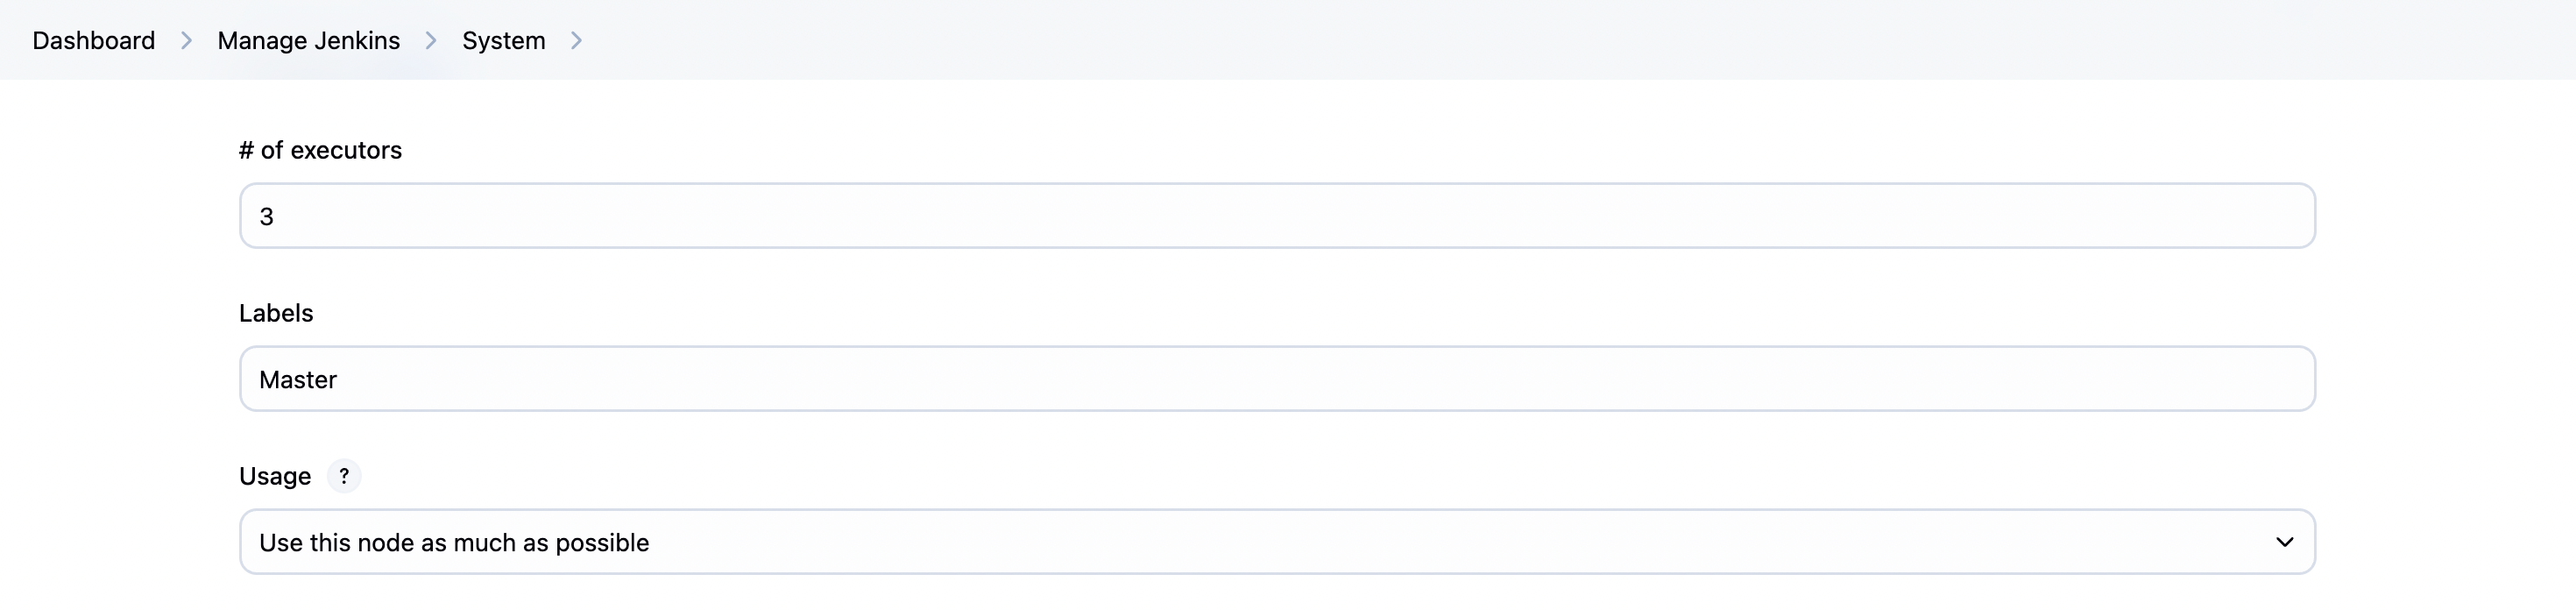 Dashboard > Manage Jenkins > System >
# of executors
3
Labels
Master
Usage ?
Use this node as much as possible